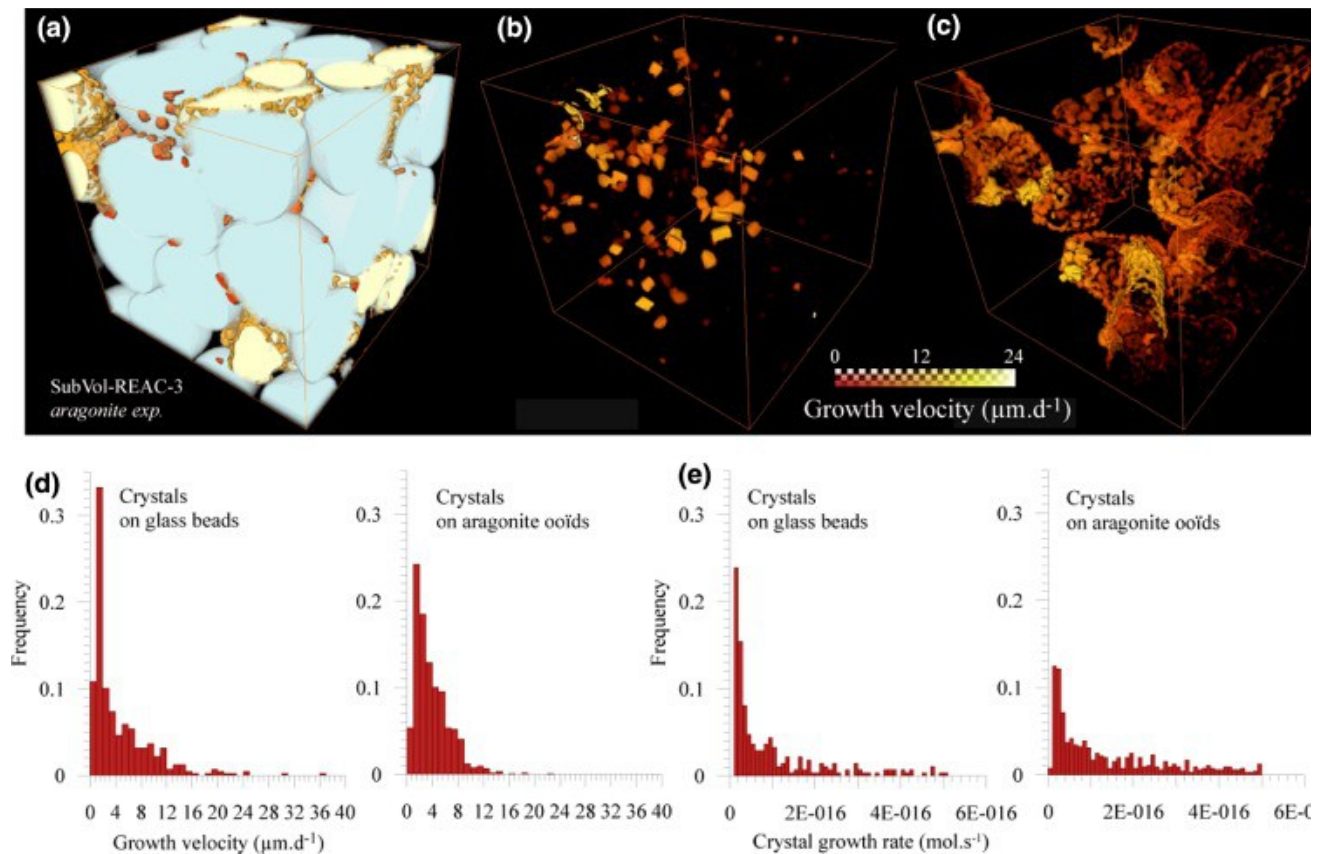 (a)
(b)
(c)
SubVol-REAC-3
aragonite exp.
0 12 24
Growth velocity (µm.d⁻¹)
(d)
Crystals
on glass beads
Frequency
0.3
0.2
0.1
0
0 4 8 12 16 20 24 28 32 36 40
Growth velocity (µm.d⁻¹)
Crystals
on aragonite ooïds
0.3
0.2
0.1
0
0 4 8 12 16 20 24 28 32 36 40
(e)
Crystals
on glass beads
Frequency
0.3
0.2
0.1
0
0 2E-016 4E-016 6E-016
Crystal growth rate (mol.s⁻¹)
Crystals
on aragonite ooïds
0.3
0.2
0.1
0
0 2E-016 4E-016